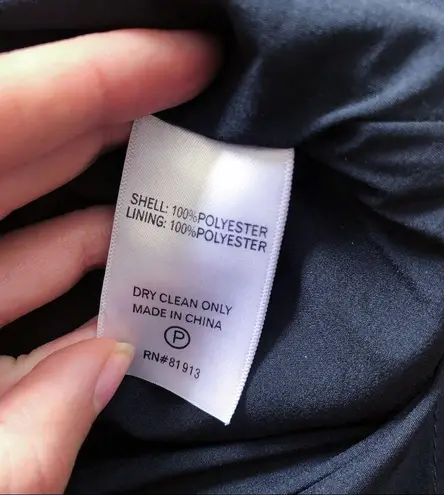 SHELL: 100%POLYESTER
LINING: 100%POLYESTER
DRY CLEAN ONLY
MADE IN CHINA
P
RN#81913